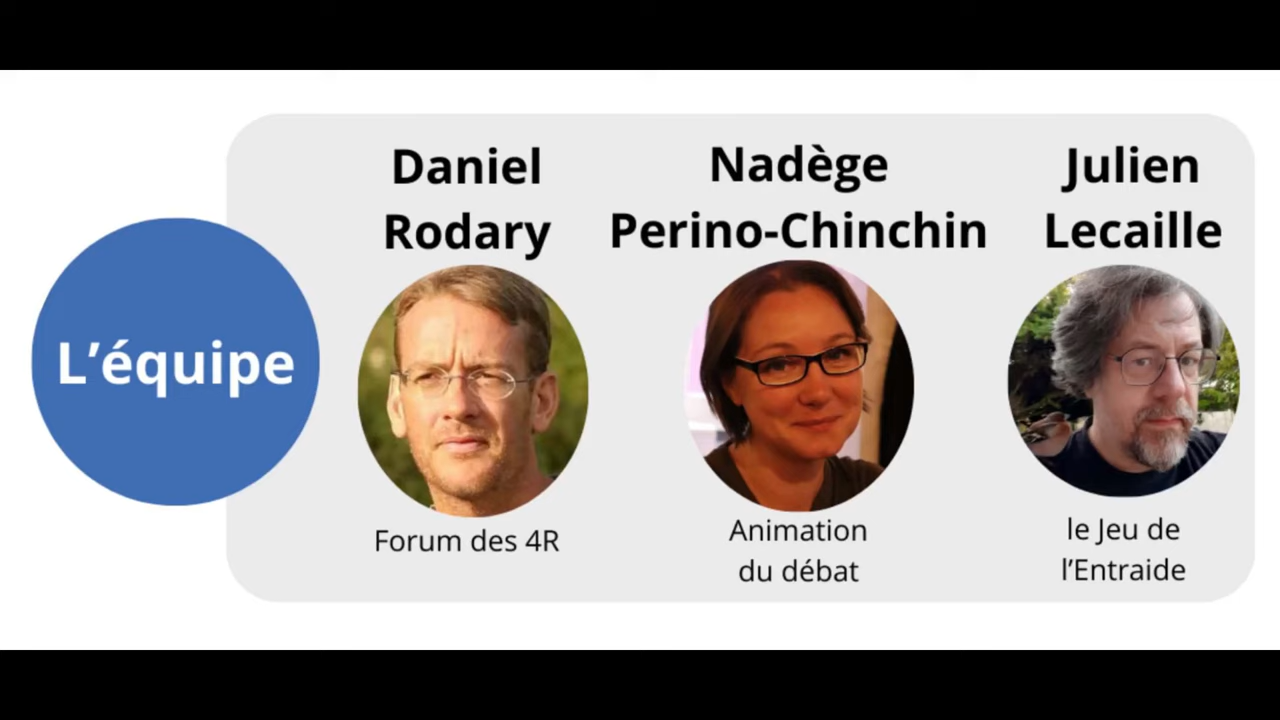 L’équipe
Daniel
Rodary
Forum des 4R
Nadège
Perino-Chinchin
Animation
du débat
Julien
Lecaille
le Jeu de
l’Entraide